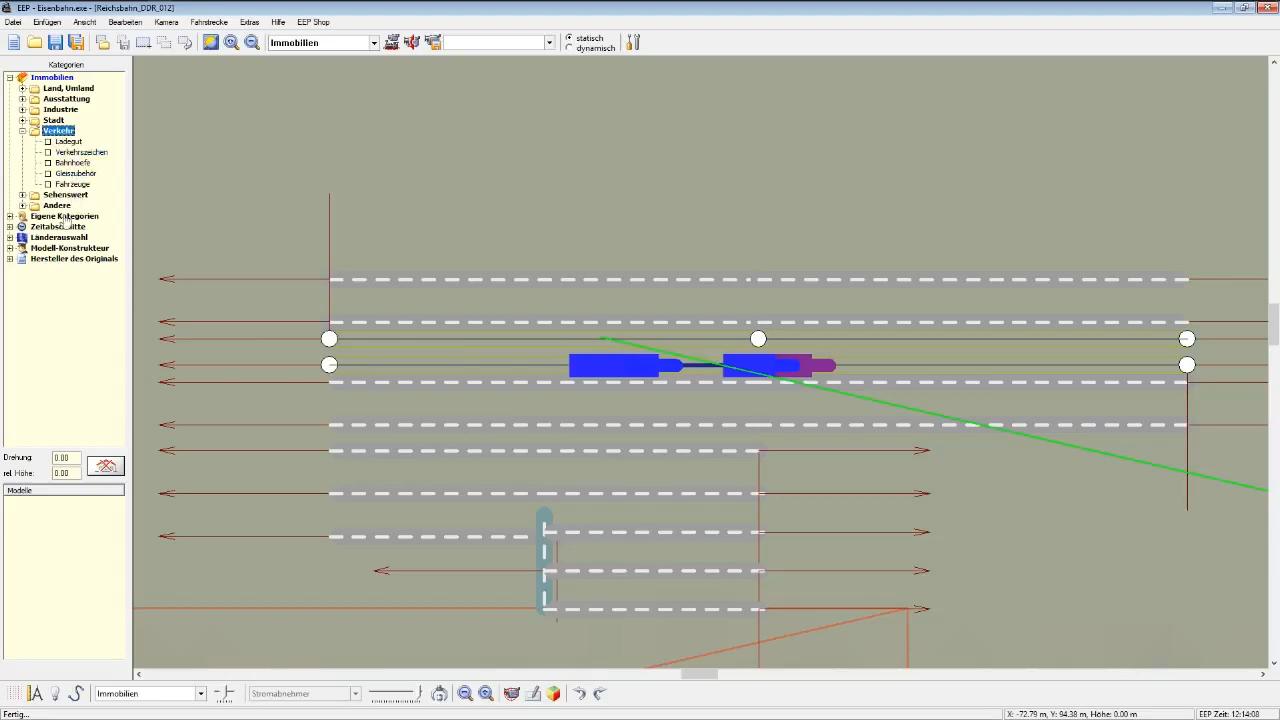 EEP - Eisenbahn.exe - [Reichsbahn_DDR_012]
Datei Einfügen Ansicht Bearbeiten Kamera Fahrstrecke Extras Hilfe EEP Shop
Immobilien
statisch
dynamisch
Kategorien
Immobilien
Land, Umland
Ausstattung
Industrie
Stadt
Verkehr
Ladegut
Verkehrszeichen
Bahnhoefe
Gleiszubehör
Fahrzeuge
Sehenswert
Andere
Eigene Kategorien
Zeitabschnitte
Länderauswahl
Modell-Konstrukteur
Hersteller des Originals
Drehung: 0.00
rel. Höhe: 0.00
Modelle
Immobilien
Stromabnehmer
Fertig...
X: -72.79 m, Y: 94.38 m, Höhe: 0.00 m
EEP Zeit: 12:14:08